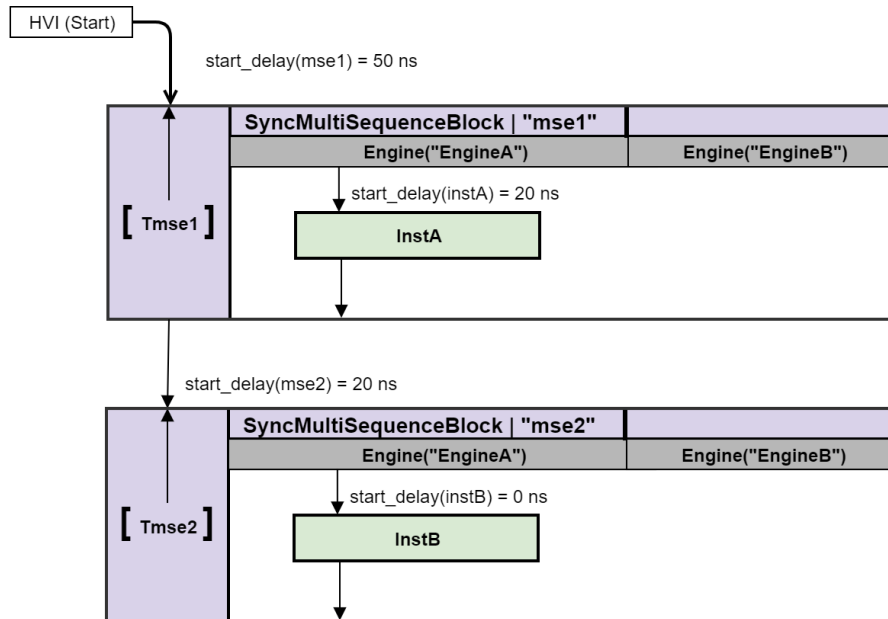 HVI (Start)
start_delay(mse1) = 50 ns
SyncMultiSequenceBlock | "mse1"
Engine("EngineA")
Engine("EngineB")
start_delay(instA) = 20 ns
[ Tmse1 ]
InstA
start_delay(mse2) = 20 ns
SyncMultiSequenceBlock | "mse2"
Engine("EngineA")
Engine("EngineB")
start_delay(instB) = 0 ns
[ Tmse2 ]
InstB